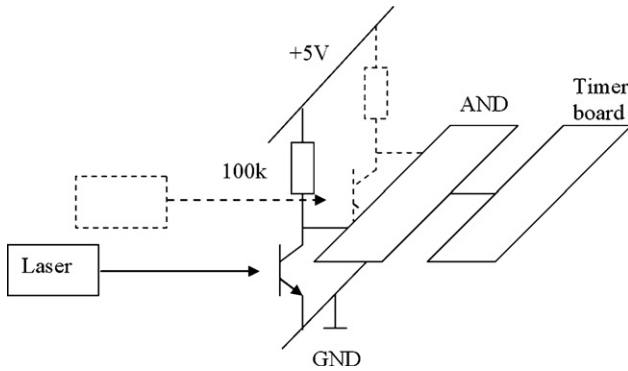 +5V
AND
Timer
board
100k
Laser
GND